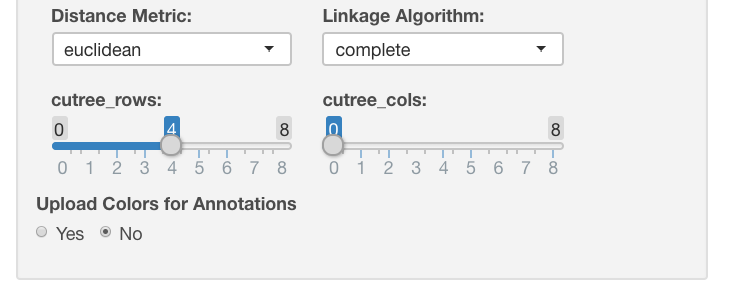 Distance Metric: Linkage Algorithm:
euclidean complete
cutree_rows: cutree_cols:
0 4 8 0 8
0 1 2 3 4 5 6 7 8 0 1 2 3 4 5 6 7 8
Upload Colors for Annotations
Yes No